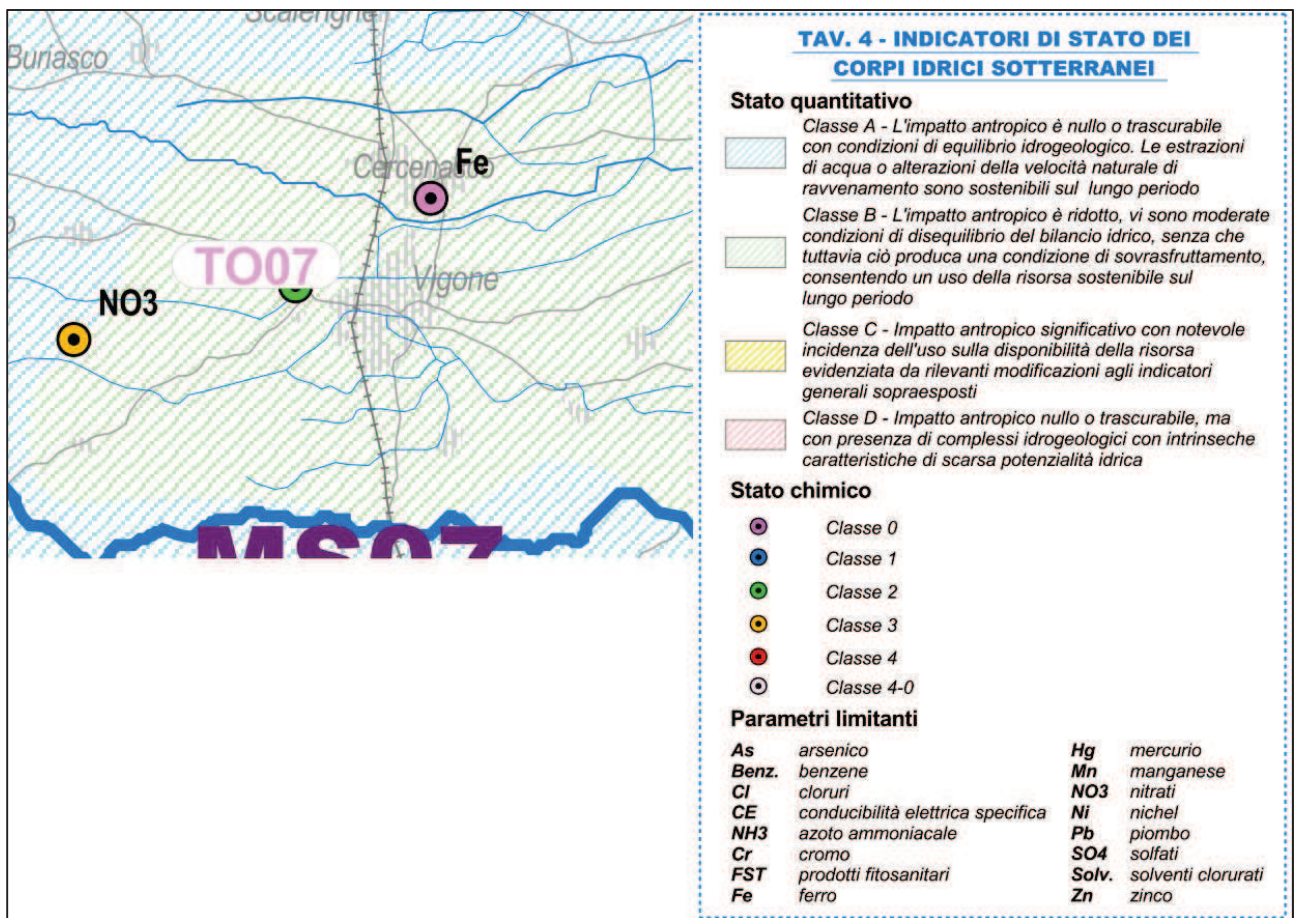 Scalenghe
Buriasco
Cercenasco
Fe
TO07
Vigone
NO3
MS07
TAV. 4 - INDICATORI DI STATO DEI
CORPI IDRICI SOTTERRANEI
Stato quantitativo
Classe A - L'impatto antropico è nullo o trascurabile
con condizioni di equilibrio idrogeologico. Le estrazioni
di acqua o alterazioni della velocità naturale di
ravvenamento sono sostenibili sul lungo periodo
Classe B - L'impatto antropico è ridotto, vi sono moderate
condizioni di disequilibrio del bilancio idrico, senza che
tuttavia ciò produca una condizione di sovrasfruttamento,
consentendo un uso della risorsa sostenibile sul
lungo periodo
Classe C - Impatto antropico significativo con notevole
incidenza dell'uso sulla disponibilità della risorsa
evidenziata da rilevanti modificazioni agli indicatori
generali sopraesposti
Classe D - Impatto antropico nullo o trascurabile, ma
con presenza di complessi idrogeologici con intrinseche
caratteristiche di scarsa potenzialità idrica
Stato chimico
Classe 0
Classe 1
Classe 2
Classe 3
Classe 4
Classe 4-0
Parametri limitanti
As arsenico
Benz. benzene
Cl cloruri
CE conducibilità elettrica specifica
NH3 azoto ammoniacale
Cr cromo
FST prodotti fitosanitari
Fe ferro
Hg mercurio
Mn manganese
NO3 nitrati
Ni nichel
Pb piombo
SO4 solfati
Solv. solventi clorurati
Zn zinco